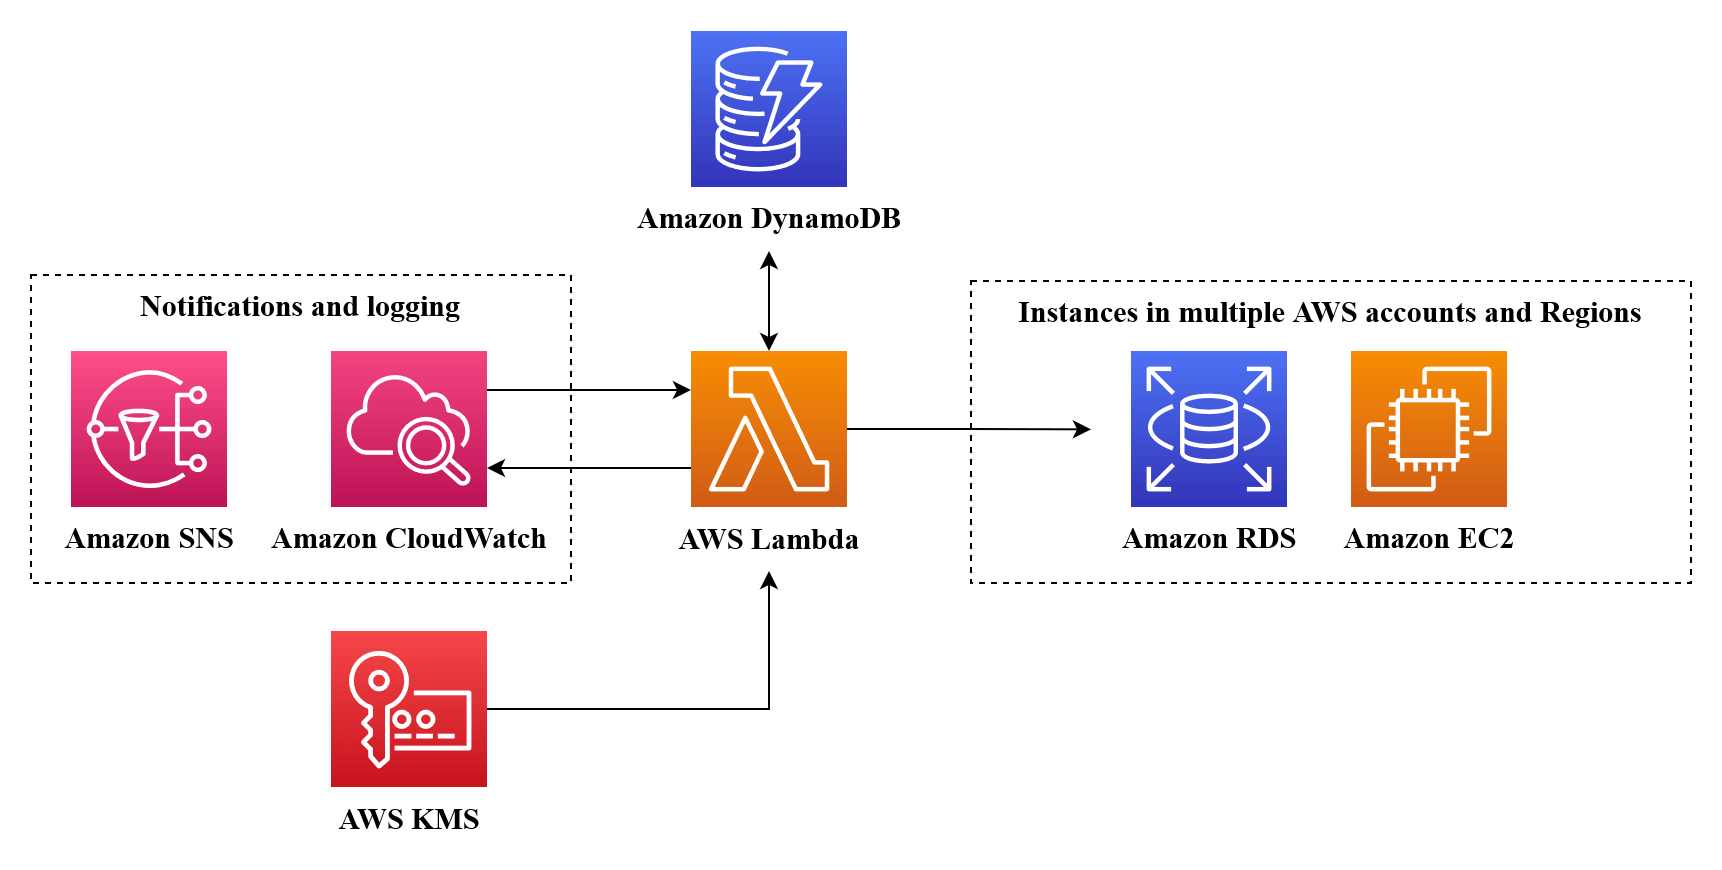 Amazon DynamoDB
Notifications and logging
Instances in multiple AWS accounts and Regions
Amazon SNS
Amazon CloudWatch
AWS Lambda
Amazon RDS
Amazon EC2
AWS KMS